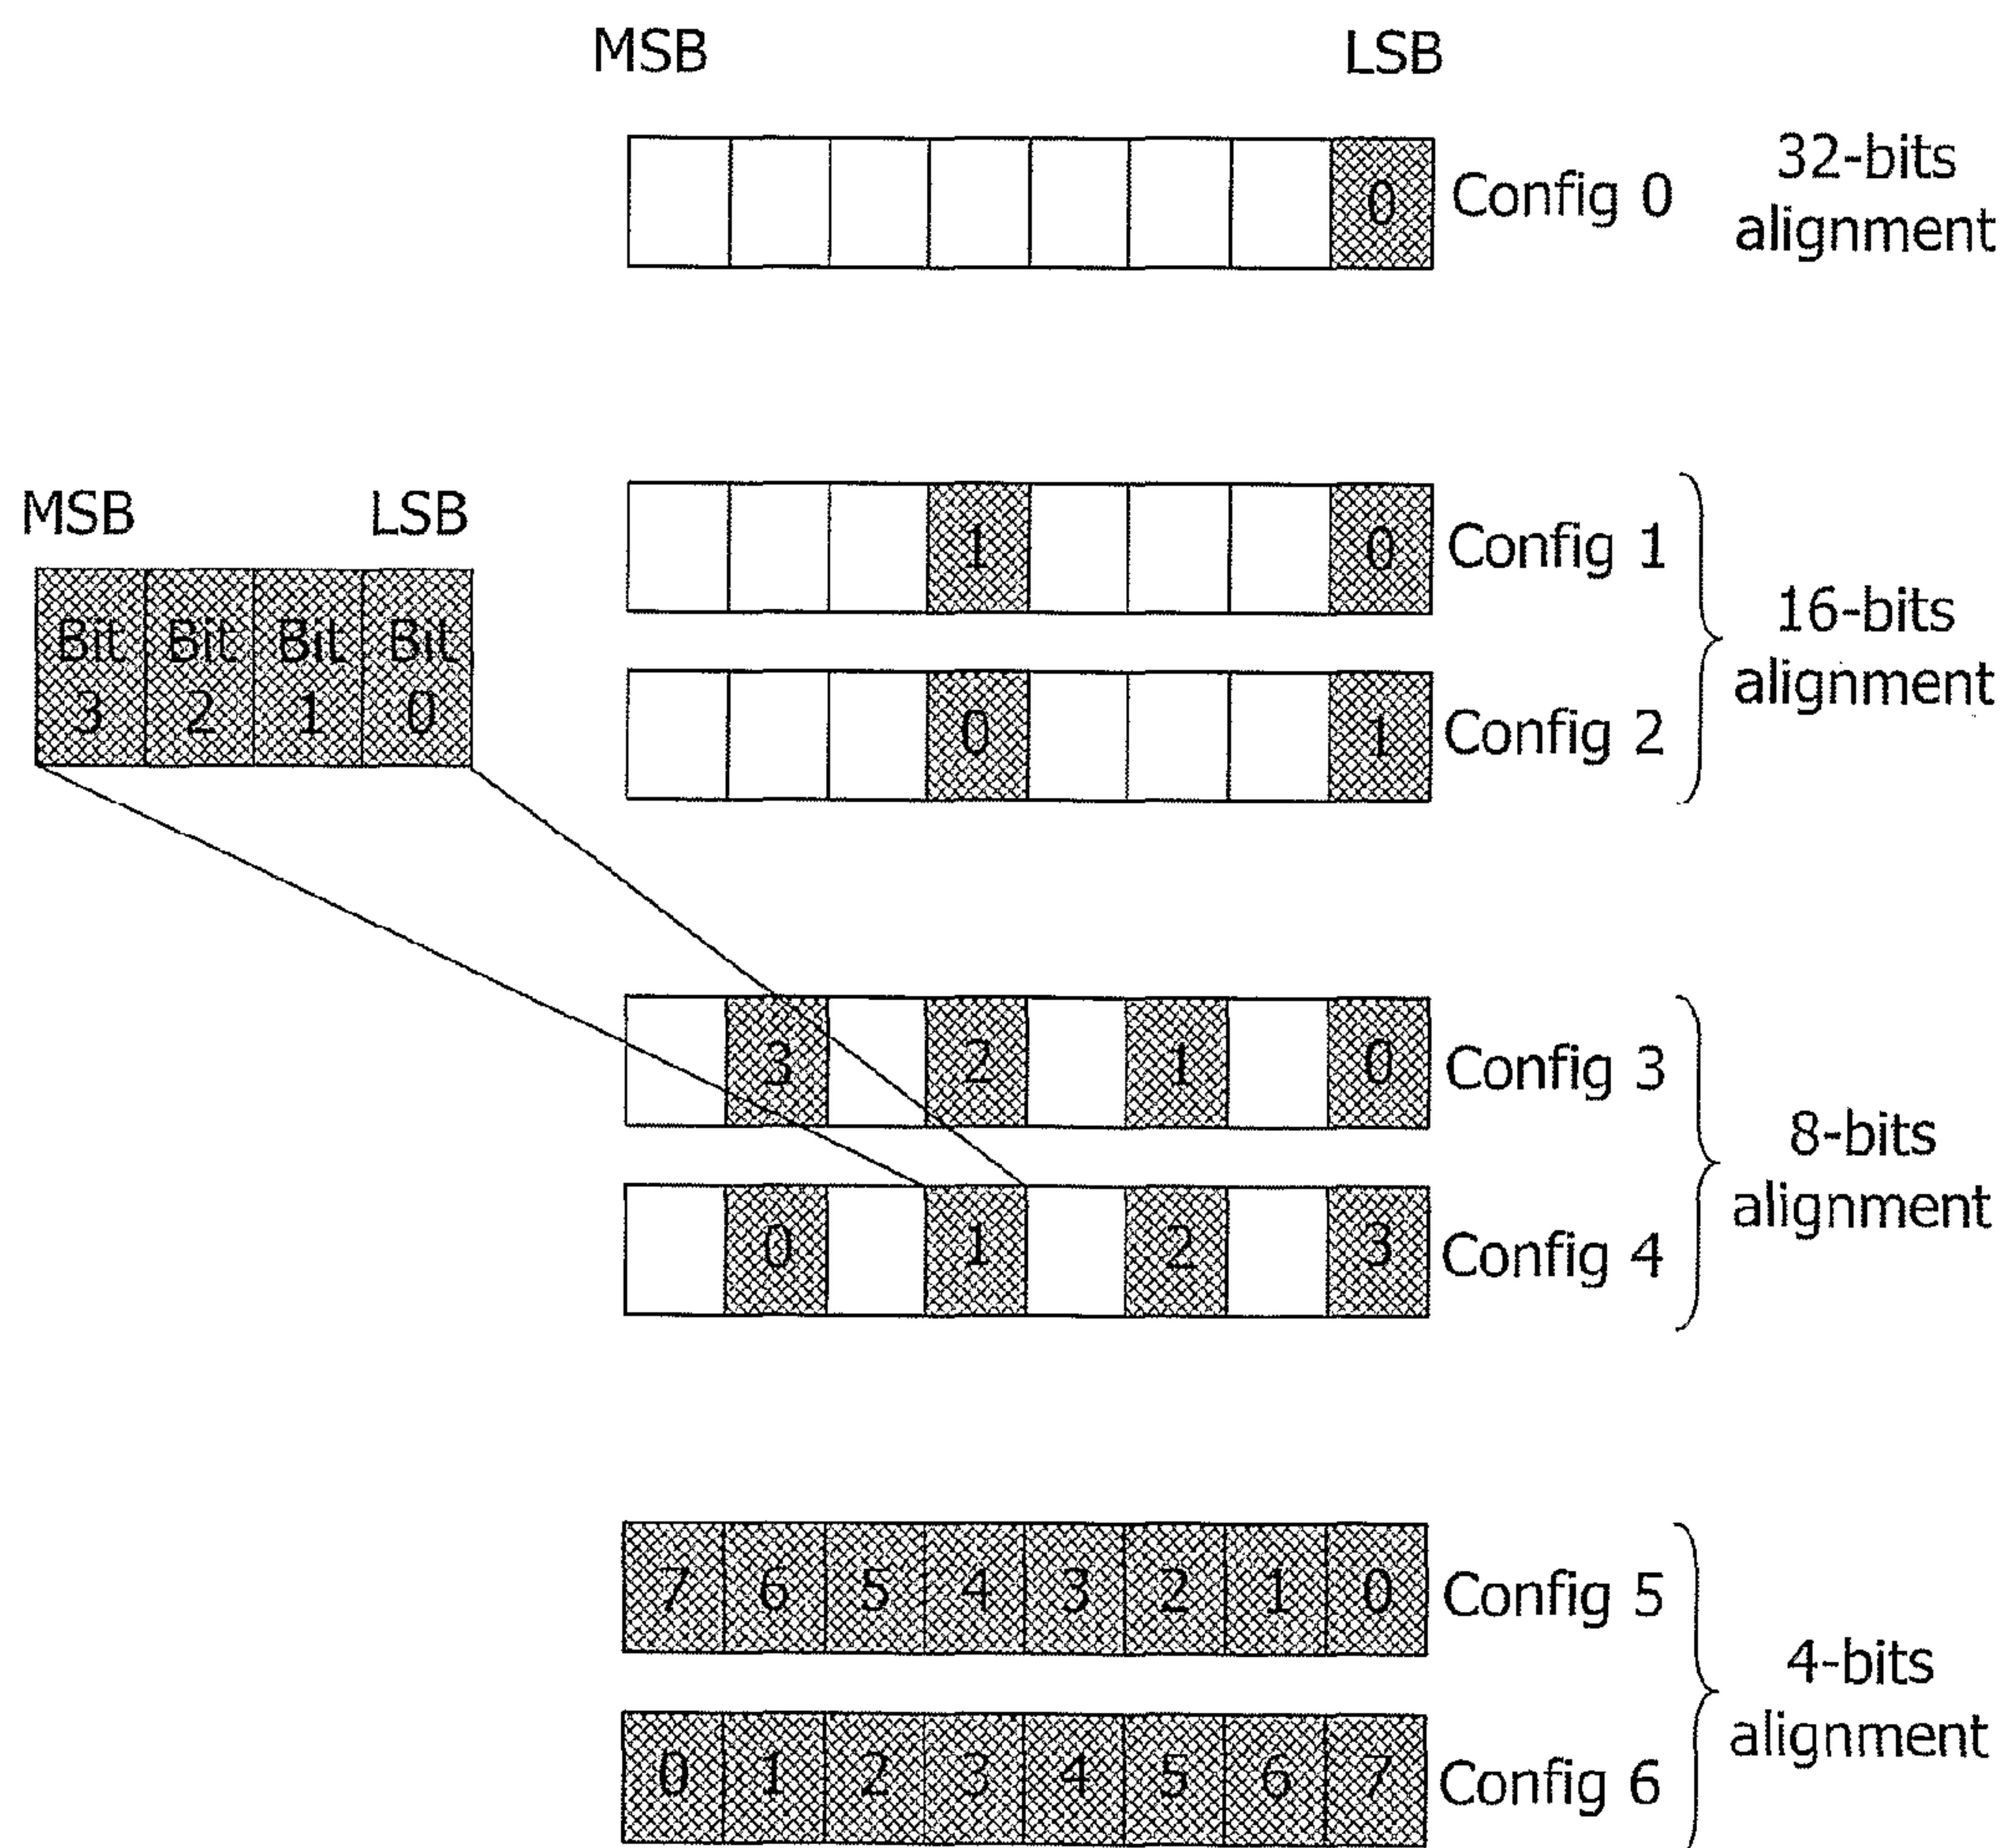 MSB LSB
0 Config 0
32-bits
alignment
1 0 Config 1
0 1 Config 2
16-bits
alignment
MSB LSB
Bit Bit Bit Bit
3 2 1 0
3 2 1 0 Config 3
0 1 2 3 Config 4
8-bits
alignment
7 6 5 4 3 2 1 0 Config 5
0 1 2 3 4 5 6 7 Config 6
4-bits
alignment